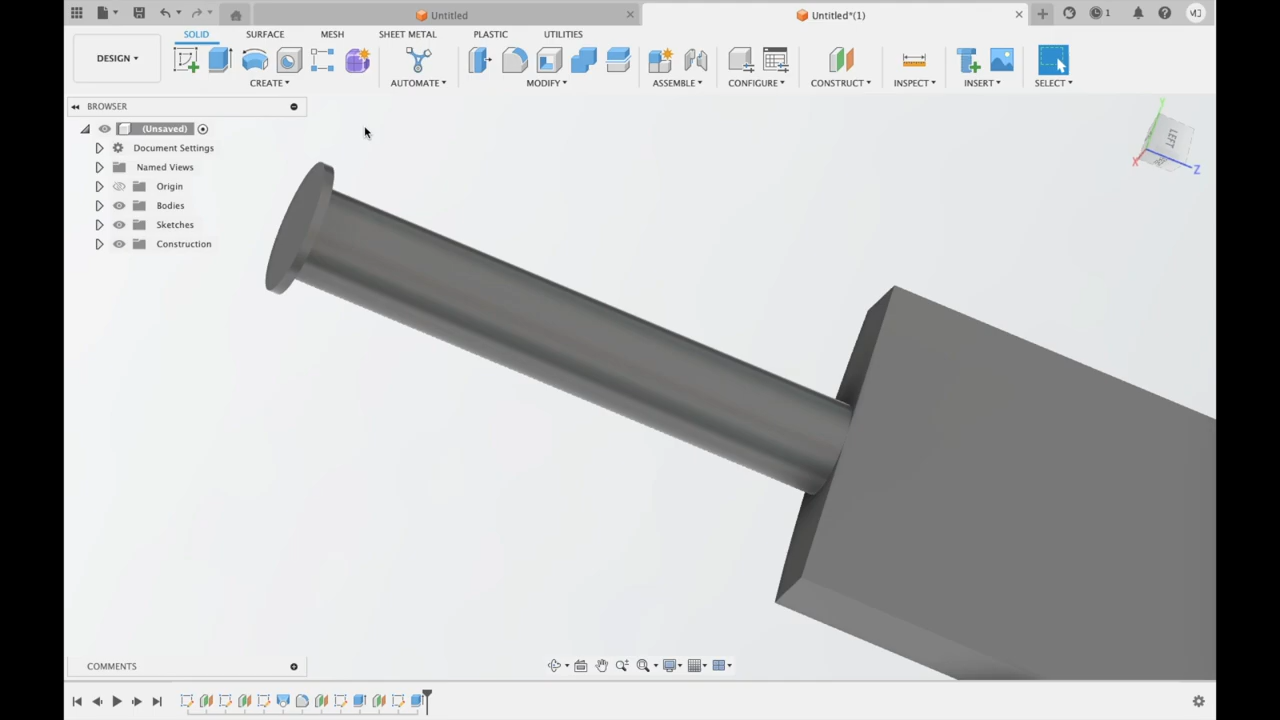 Untitled
Untitled*(1)
1
MJ
DESIGN
SOLID
SURFACE
MESH
SHEET METAL
PLASTIC
UTILITIES
CREATE
AUTOMATE
MODIFY
ASSEMBLE
CONFIGURE
CONSTRUCT
INSPECT
INSERT
SELECT
BROWSER
(Unsaved)
Document Settings
Named Views
Origin
Bodies
Sketches
Construction
Y
LEFT
X
Z
COMMENTS